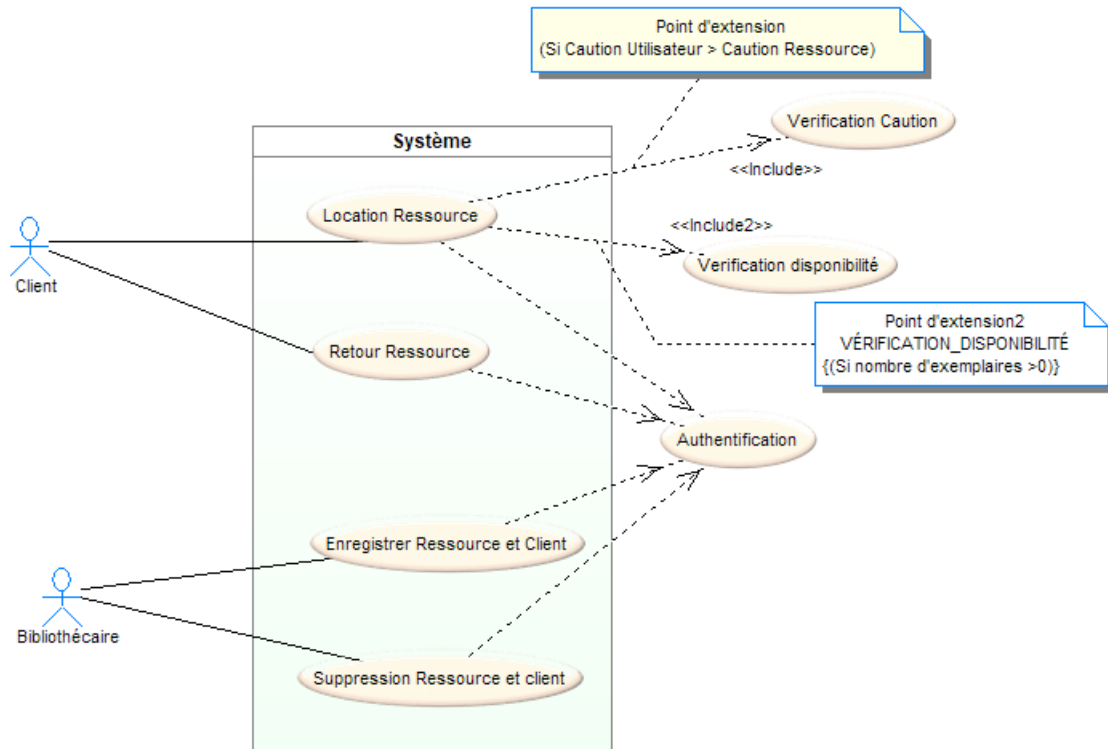 Point d'extension
(Si Caution Utilisateur > Caution Ressource)
Verification Caution
Système
<<Include>>
Location Ressource
<<Include2>>
Verification disponibilité
Client
Point d'extension2
VÉRIFICATION_DISPONIBILITÉ
{(Si nombre d'exemplaires >0)}
Retour Ressource
Authentification
Enregistrer Ressource et Client
Bibliothécaire
Suppression Ressource et client